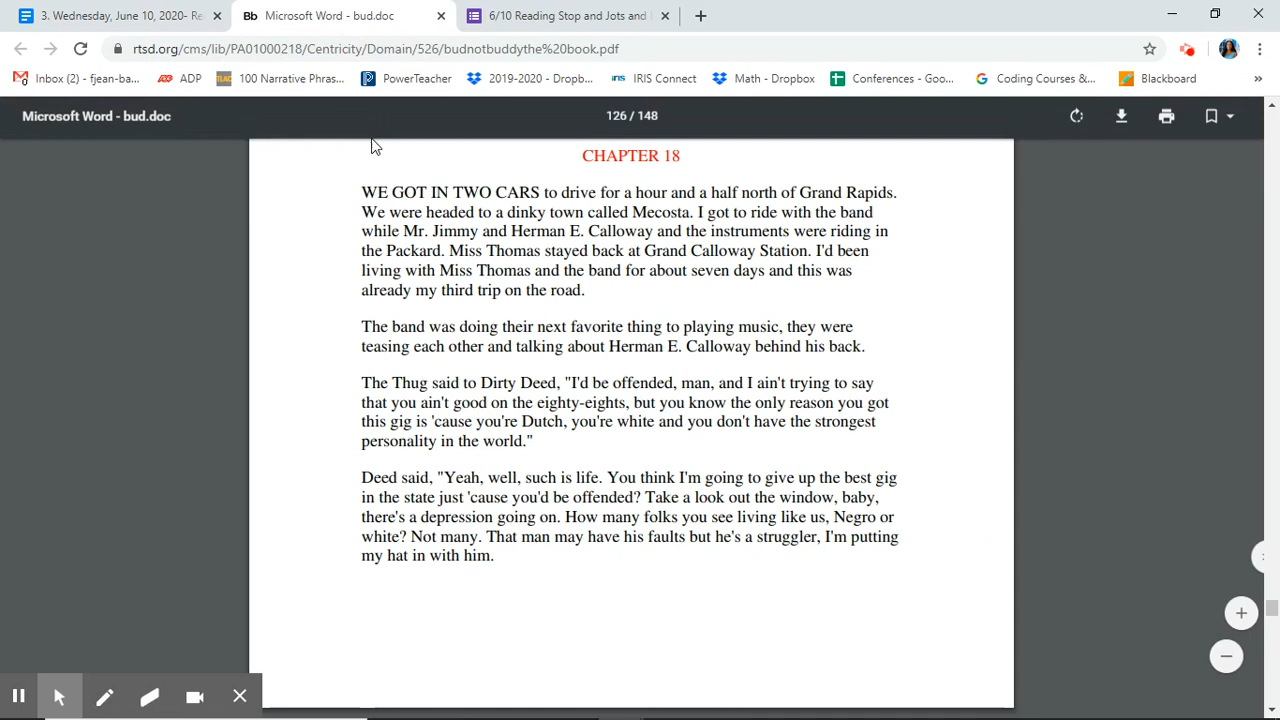 3. Wednesday, June 10, 2020- Re
Bb Microsoft Word - bud.doc
6/10 Reading Stop and Jots and
rtsd.org/cms/lib/PA01000218/Centricity/Domain/526/budnotbuddythe%20book.pdf
Inbox (2) - fjean-ba...
ADP
100 Narrative Phras...
PowerTeacher
2019-2020 - Dropb...
IRIS Connect
Math - Dropbox
Conferences - Goo...
Coding Courses &...
Blackboard
»
Microsoft Word - bud.doc
126 / 148
CHAPTER 18
WE GOT IN TWO CARS to drive for a hour and a half north of Grand Rapids.
We were headed to a dinky town called Mecosta. I got to ride with the band
while Mr. Jimmy and Herman E. Calloway and the instruments were riding in
the Packard. Miss Thomas stayed back at Grand Calloway Station. I'd been
living with Miss Thomas and the band for about seven days and this was
already my third trip on the road.
The band was doing their next favorite thing to playing music, they were
teasing each other and talking about Herman E. Calloway behind his back.
The Thug said to Dirty Deed, "I'd be offended, man, and I ain't trying to say
that you ain't good on the eighty-eights, but you know the only reason you got
this gig is 'cause you're Dutch, you're white and you don't have the strongest
personality in the world."
Deed said, "Yeah, well, such is life. You think I'm going to give up the best gig
in the state just 'cause you'd be offended? Take a look out the window, baby,
there's a depression going on. How many folks you see living like us, Negro or
white? Not many. That man may have his faults but he's a struggler, I'm putting
my hat in with him.